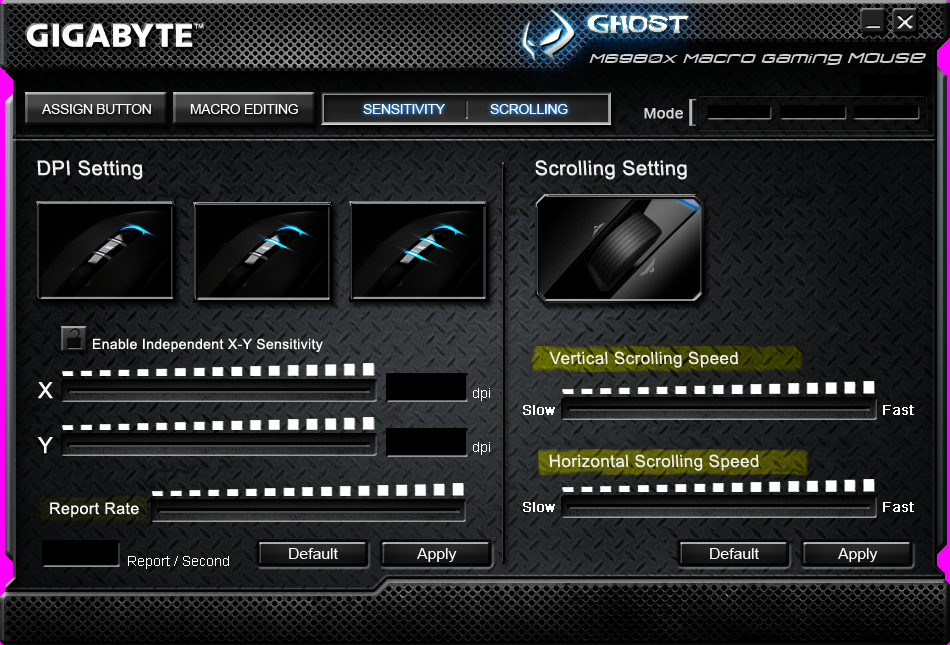 GIGABYTE™
GHOST
M6980X MACRO GAMING MOUSE
ASSIGN BUTTON
MACRO EDITING
SENSITIVITY
SCROLLING
Mode
DPI Setting
Scrolling Setting
Enable Independent X-Y Sensitivity
X
dpi
Y
dpi
Report Rate
Report / Second
Default
Apply
Vertical Scrolling Speed
Slow
Fast
Horizontal Scrolling Speed
Slow
Fast
Default
Apply